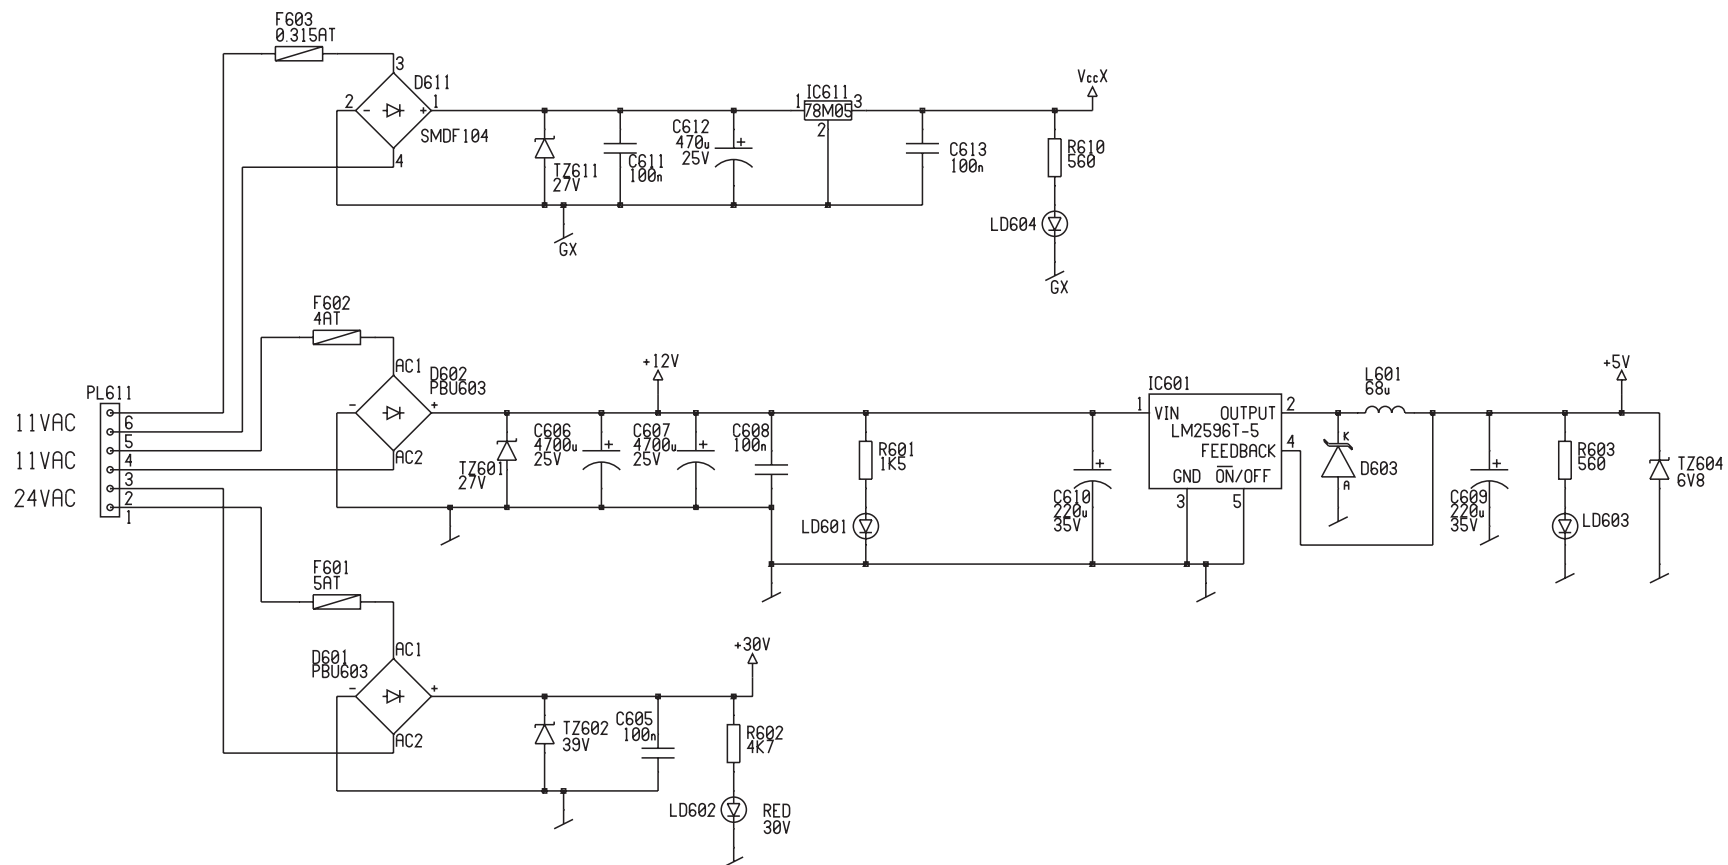 F603
0.315AT
3
D611
2
-
+
1
SMDF104
4
TZ611
27V
C611
100n
C612
470u
25V
+
1
IC611
78M05
3
2
C613
100n
VccX
R610
560
LD604
GX
GX
F602
4AT
AC1
D602
PBU603
-
+
AC2
PL611
11VAC
11VAC
24VAC
6
5
4
3
2
1
TZ601
27V
C606
4700u
25V
+
+12V
C607
4700u
25V
+
C608
100n
R601
1K5
LD601
C610
220u
35V
+
IC601
1
VIN
OUTPUT
2
LM2596T-5
FEEDBACK
4
GND
ON/OFF
3
5
K
D603
A
L601
68u
C609
220u
35V
+
+5V
R603
560
LD603
TZ604
6V8
F601
5AT
AC1
D601
PBU603
-
+
AC2
TZ602
39V
C605
100n
+30V
R602
4K7
LD602
RED
30V